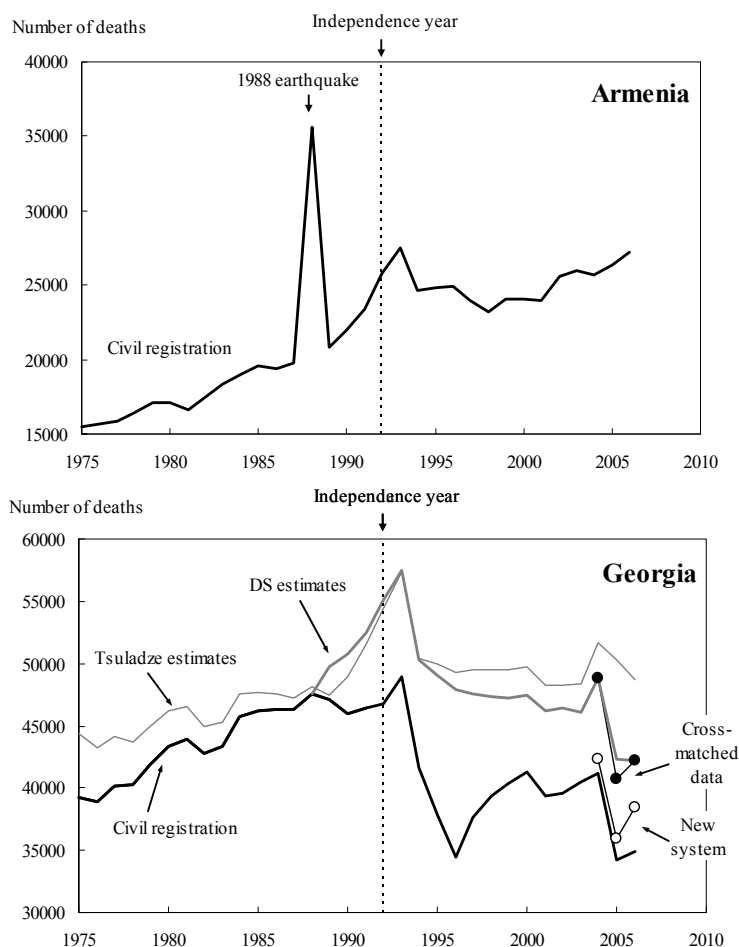 Number of deaths
Independence year
40000
1988 earthquake
Armenia
35000
30000
25000
Civil registration
20000
15000
1975 1980 1985 1990 1995 2000 2005 2010
Number of deaths
Independance year
60000
DS estimates
Georgia
55000
Tsuladze estimates
50000
45000
Cross-
matched
data
40000
Civil registration
New
system
35000
30000
1975 1980 1985 1990 1995 2000 2005 2010